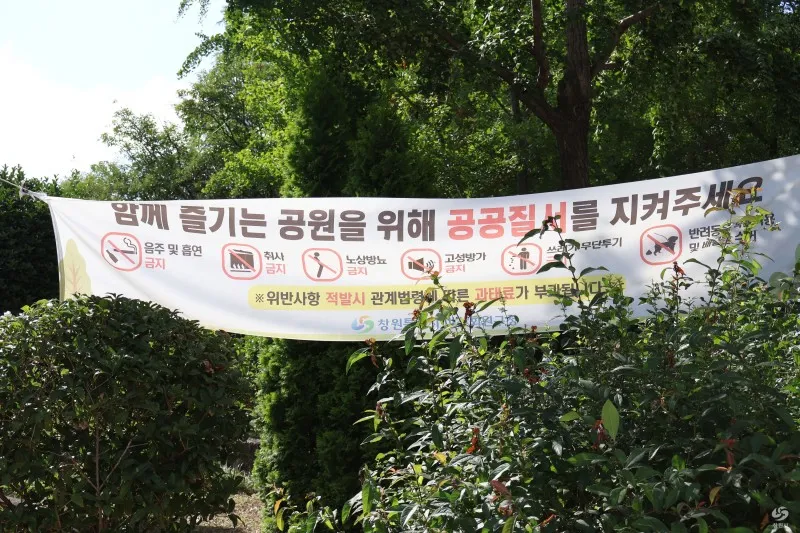 함께 즐기는 공원을 위해 공공질서를 지켜주세요
음주 및 흡연
금지
취사
금지
노상방뇨
금지
고성방가
금지
무단투기
반려동
및
※위반사항 적발시 관계법령에 따른 과태료가 부과됩니다
창원